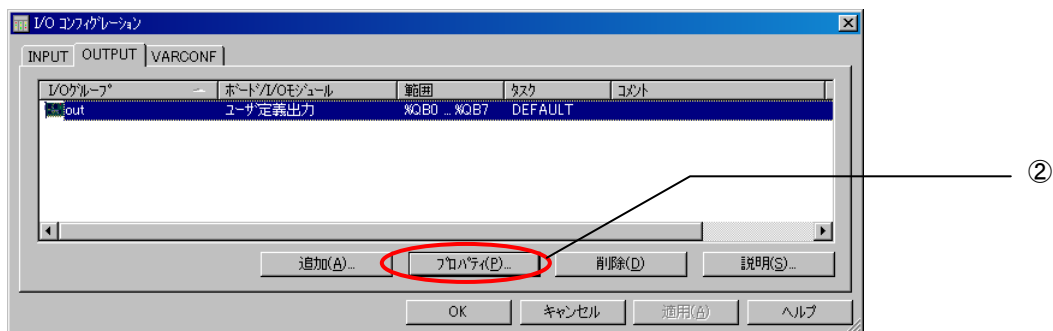 I/O ｺﾝﾌｨｸﾞﾚｰｼｮﾝ
INPUT OUTPUT VARCONF
I/Oｸﾞﾙｰﾌﾟ ﾎﾞｰﾄﾞ/I/Oﾓｼﾞｭｰﾙ 範囲 ﾀｽｸ ｺﾒﾝﾄ
out ﾕｰｻﾞ定義出力 %QB0 ... %QB7 DEFAULT
②
追加(A)... ﾌﾟﾛﾊﾟﾃｨ(P)... 削除(D) 説明(S)...
OK キャンセル 適用(A) ヘルプ